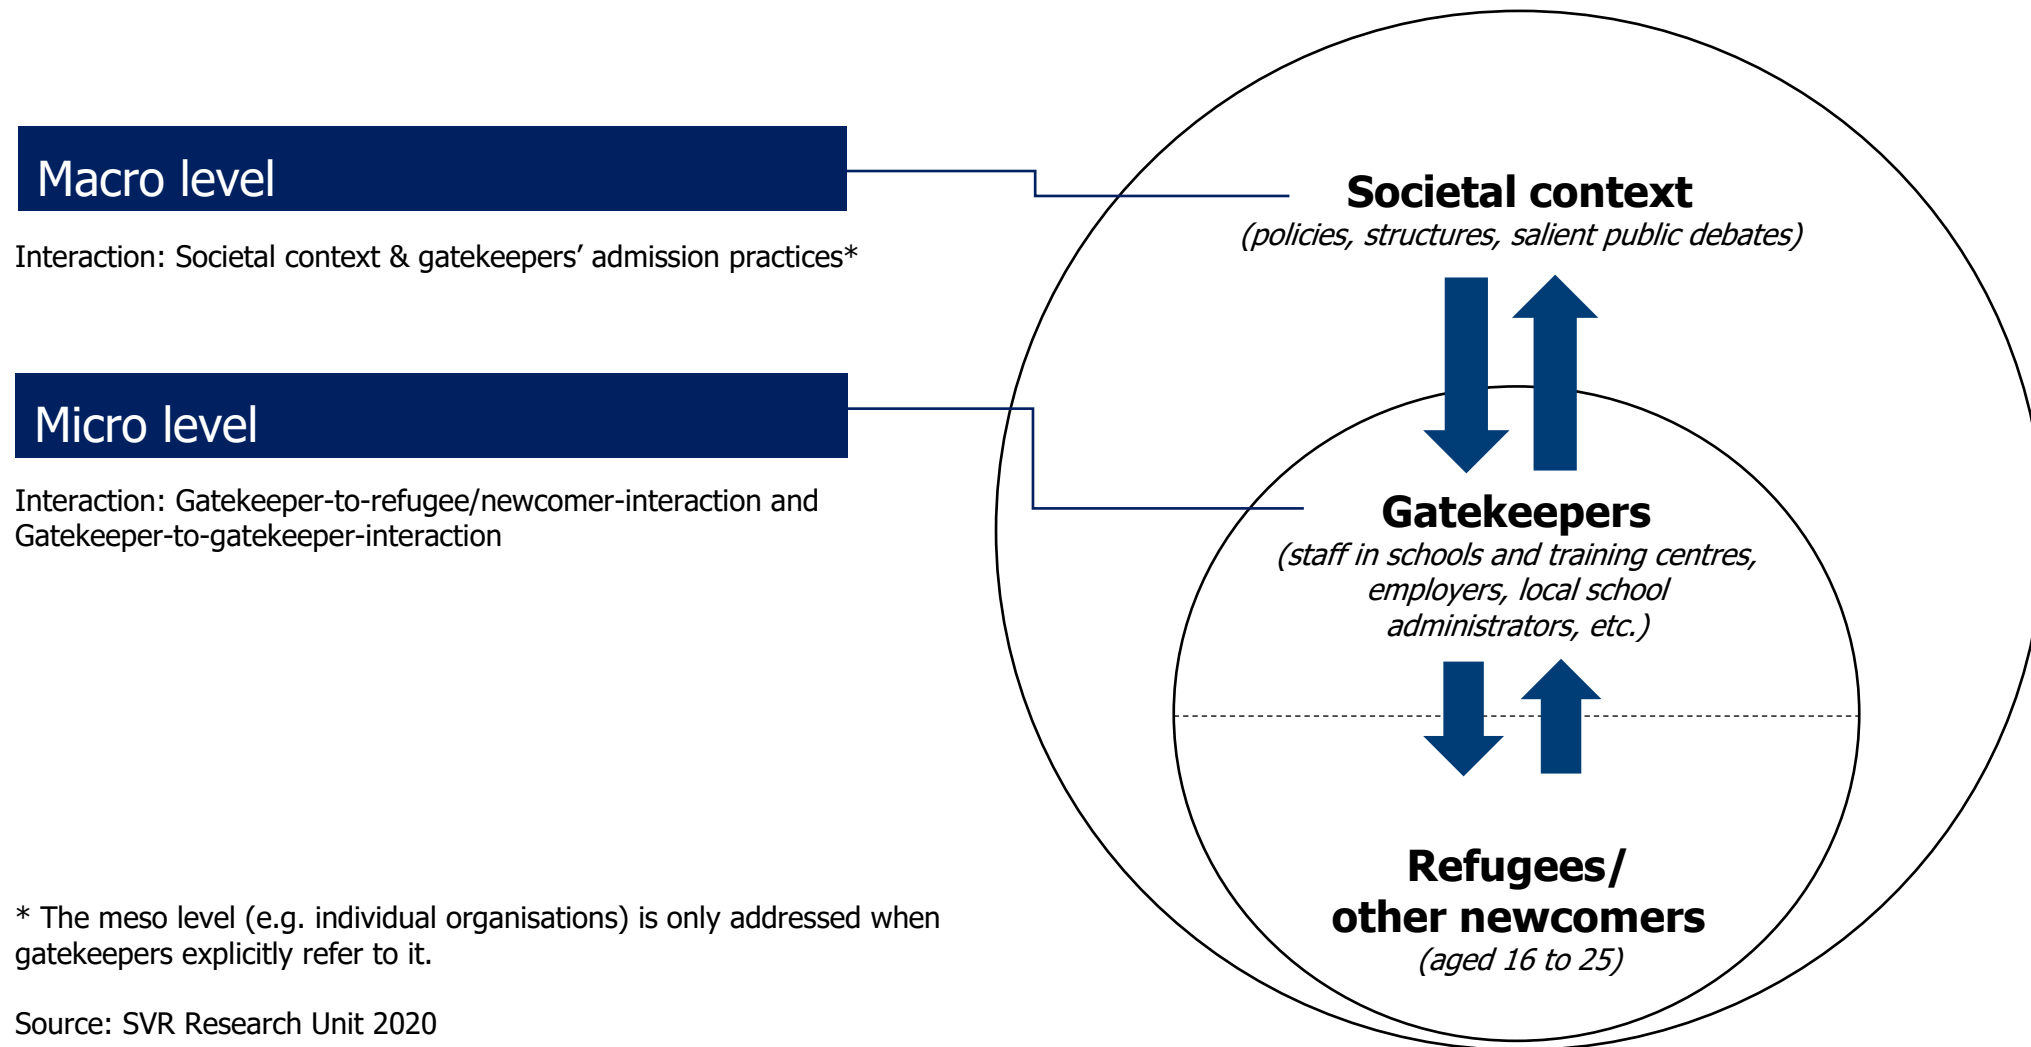 Macro level
Interaction: Societal context & gatekeepers’ admission practices*
Micro level
Interaction: Gatekeeper-to-refugee/newcomer-interaction and
Gatekeeper-to-gatekeeper-interaction
* The meso level (e.g. individual organisations) is only addressed when
gatekeepers explicitly refer to it.
Source: SVR Research Unit 2020
Societal context
(policies, structures, salient public debates)
Gatekeepers
(staff in schools and training centres,
employers, local school
administrators, etc.)
Refugees/
other newcomers
(aged 16 to 25)